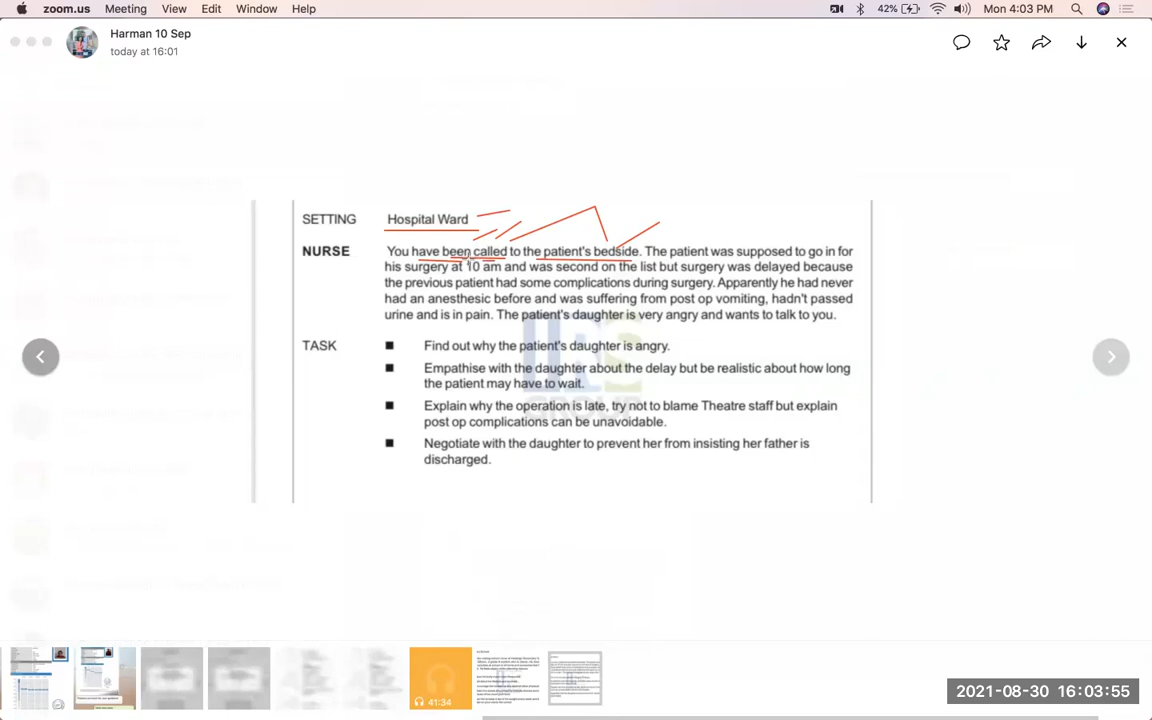 zoom.us Meeting View Edit Window Help 42% Mon 4:03 PM
Harman 10 Sep
today at 16:01
SETTING Hospital Ward
NURSE You have been called to the patient's bedside. The patient was supposed to go in for
his surgery at 10 am and was second on the list but surgery was delayed because
the previous patient had some complications during surgery. Apparently he had never
had an anesthesic before and was suffering from post op vomiting, hadn't passed
urine and is in pain. The patient's daughter is very angry and wants to talk to you.
TASK ■ Find out why the patient's daughter is angry.
■ Empathise with the daughter about the delay but be realistic about how long
the patient may have to wait.
■ Explain why the operation is late, try not to blame Theatre staff but explain
post op complications can be unavoidable.
■ Negotiate with the daughter to prevent her from insisting her father is
discharged.
GROUP
41:34
2021-08-30 16:03:55